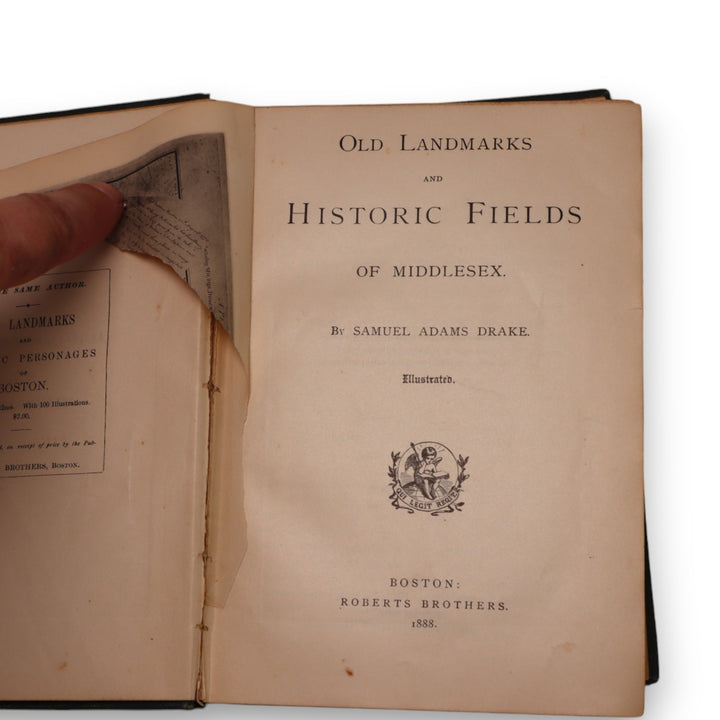 E SAME AUTHOR.
LANDMARKS
AND
C PERSONAGES
OF
BOSTON.
With 100 Illustrations.
$2.00.
on receipt of price by the Pub-
BROTHERS, BOSTON.
OLD LANDMARKS
AND
HISTORIC FIELDS
OF MIDDLESEX.
BY SAMUEL ADAMS DRAKE.
Illustrated.
QUI LEGIT REGIT
BOSTON:
ROBERTS BROTHERS.
1888.